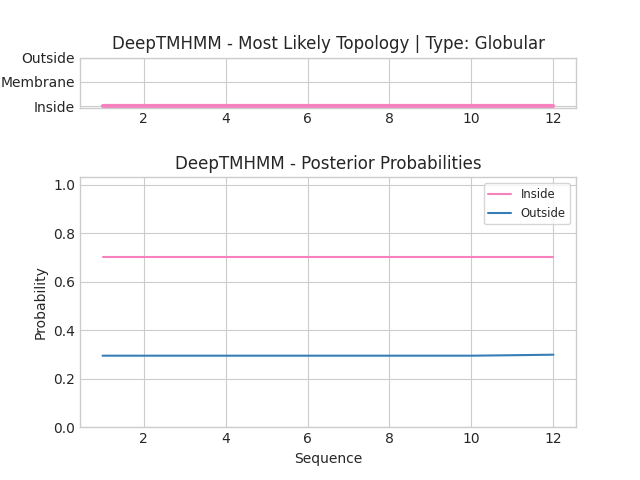 DeepTMHMM - Most Likely Topology | Type: Globular
Outside
Membrane
Inside
2 4 6 8 10 12
DeepTMHMM - Posterior Probabilities
1.0
0.8
0.6
0.4
0.2
0.0
Probability
Inside
Outside
2 4 6 8 10 12
Sequence